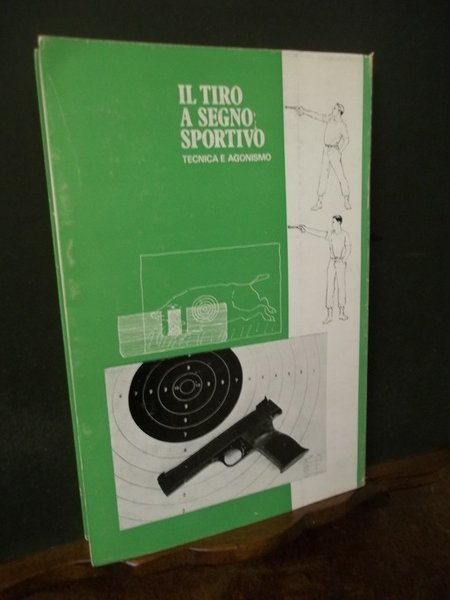 IL TIRO
A SEGNO
SPORTIVO
TECNICA E AGONISMO